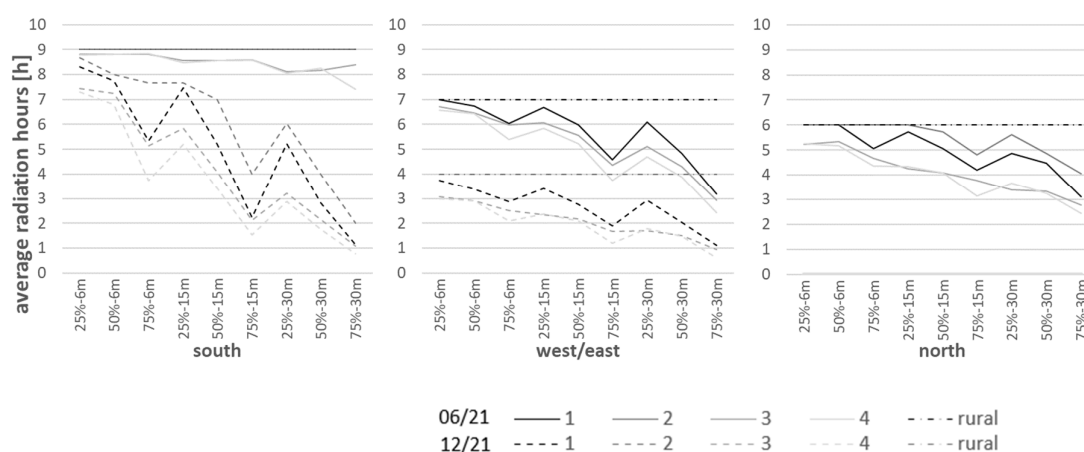 average radiation hours [h]
10
9
8
7
6
5
4
3
2
1
0
25%-6m
50%-6m
75%-6m
25%-15m
50%-15m
75%-15m
25%-30m
50%-30m
75%-30m
south
10
9
8
7
6
5
4
3
2
1
0
25%-6m
50%-6m
75%-6m
25%-15m
50%-15m
75%-15m
25%-30m
50%-30m
75%-30m
west/east
10
9
8
7
6
5
4
3
2
1
0
25%-6m
50%-6m
75%-6m
25%-15m
50%-15m
75%-15m
25%-30m
50%-30m
75%-30m
north
06/21 1 2 3 4 rural
12/21 1 2 3 4 rural